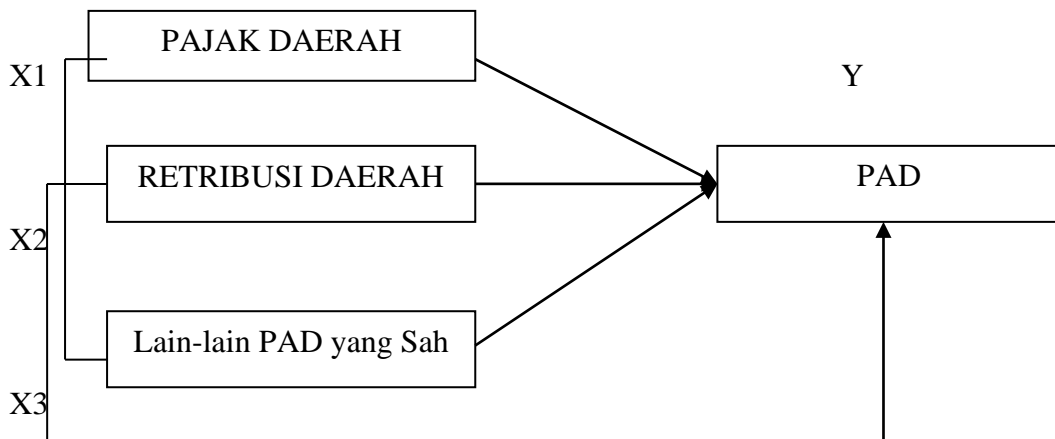 PAJAK DAERAH
X1
Y
RETRIBUSI DAERAH
PAD
X2
Lain-lain PAD yang Sah
X3